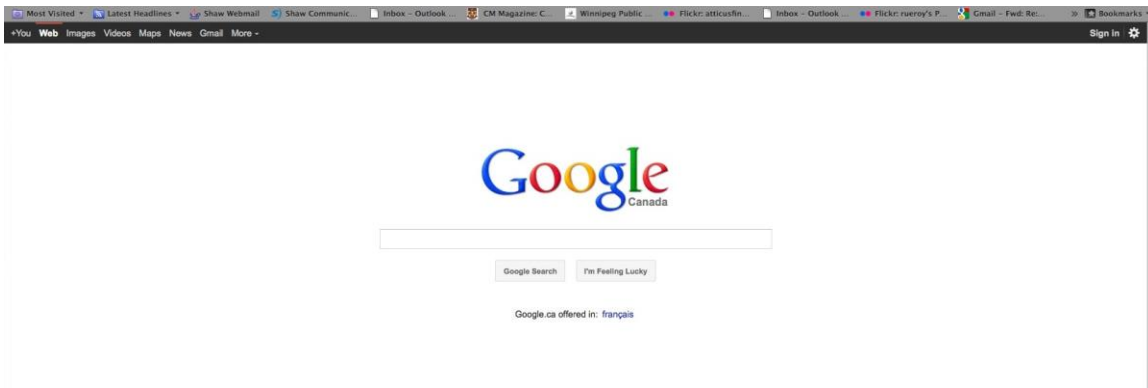 Most Visited Latest Headlines Shaw Webmail Shaw Communic... Inbox – Outlook ... CM Magazine: C... Winnipeg Public ... Flickr: atticusfin... Inbox – Outlook ... Flickr: rueroy's P... Gmail – Fwd: Re:... » Bookmarks
+You Web Images Videos Maps News Gmail More Sign in
Google
Canada
Google Search I'm Feeling Lucky
Google.ca offered in: français